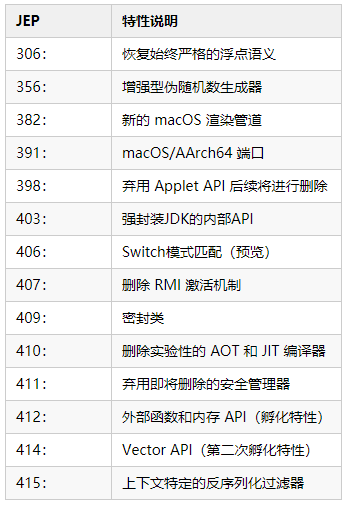 JEP 特性说明
306： 恢复始终严格的浮点语义
356： 增强型伪随机数生成器
382： 新的 macOS 渲染管道
391： macOS/AArch64 端口
398： 弃用 Applet API 后续将进行删除
403： 强封装JDK的内部API
406： Switch模式匹配（预览）
407： 删除 RMI 激活机制
409： 密封类
410： 删除实验性的 AOT 和 JIT 编译器
411： 弃用即将删除的安全管理器
412： 外部函数和内存 API（孵化特性）
414： Vector API（第二次孵化特性）
415： 上下文特定的反序列化过滤器